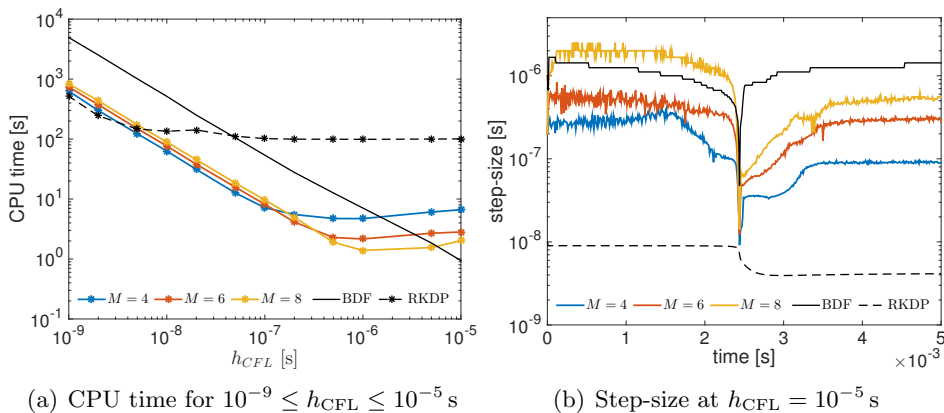 10^4
10^3
10^2
10^1
10^0
10^-1
CPU time [s]
M = 4 M = 6 M = 8 BDF RKDP
10^-9 10^-8 10^-7 10^-6 10^-5
h_CFL [s]
(a) CPU time for 10^−9 ≤ h_CFL ≤ 10^−5 s
10^-6
10^-7
10^-8
10^-9
step-size [s]
M = 4 M = 6 M = 8 BDF RKDP
0 1 2 3 4 5
time [s]
×10^-3
(b) Step-size at h_CFL = 10^−5 s